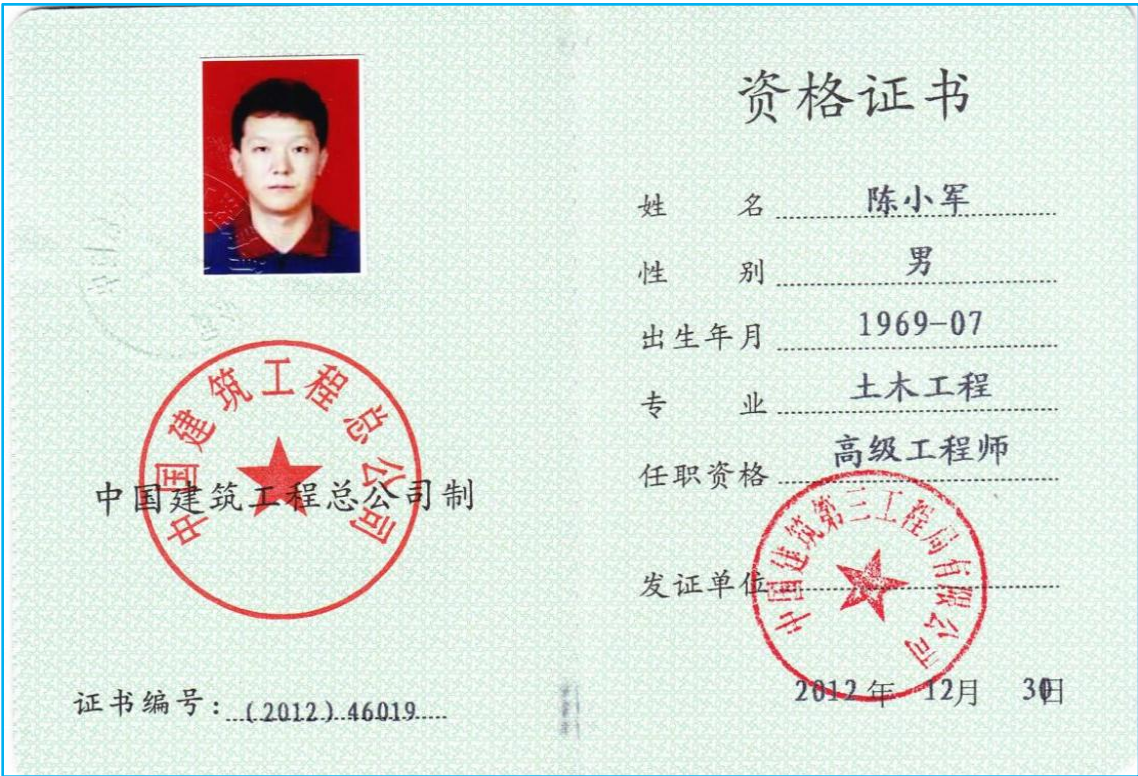 中国建筑工程总公司
中国建筑工程总公司制
证书编号：(2012)46019
资格证书
姓 名 陈小军
性 别 男
出生年月 1969-07
专 业 土木工程
任职资格 高级工程师
发证单位
中国建筑第三工程局有限公司
2012年 12月 30日